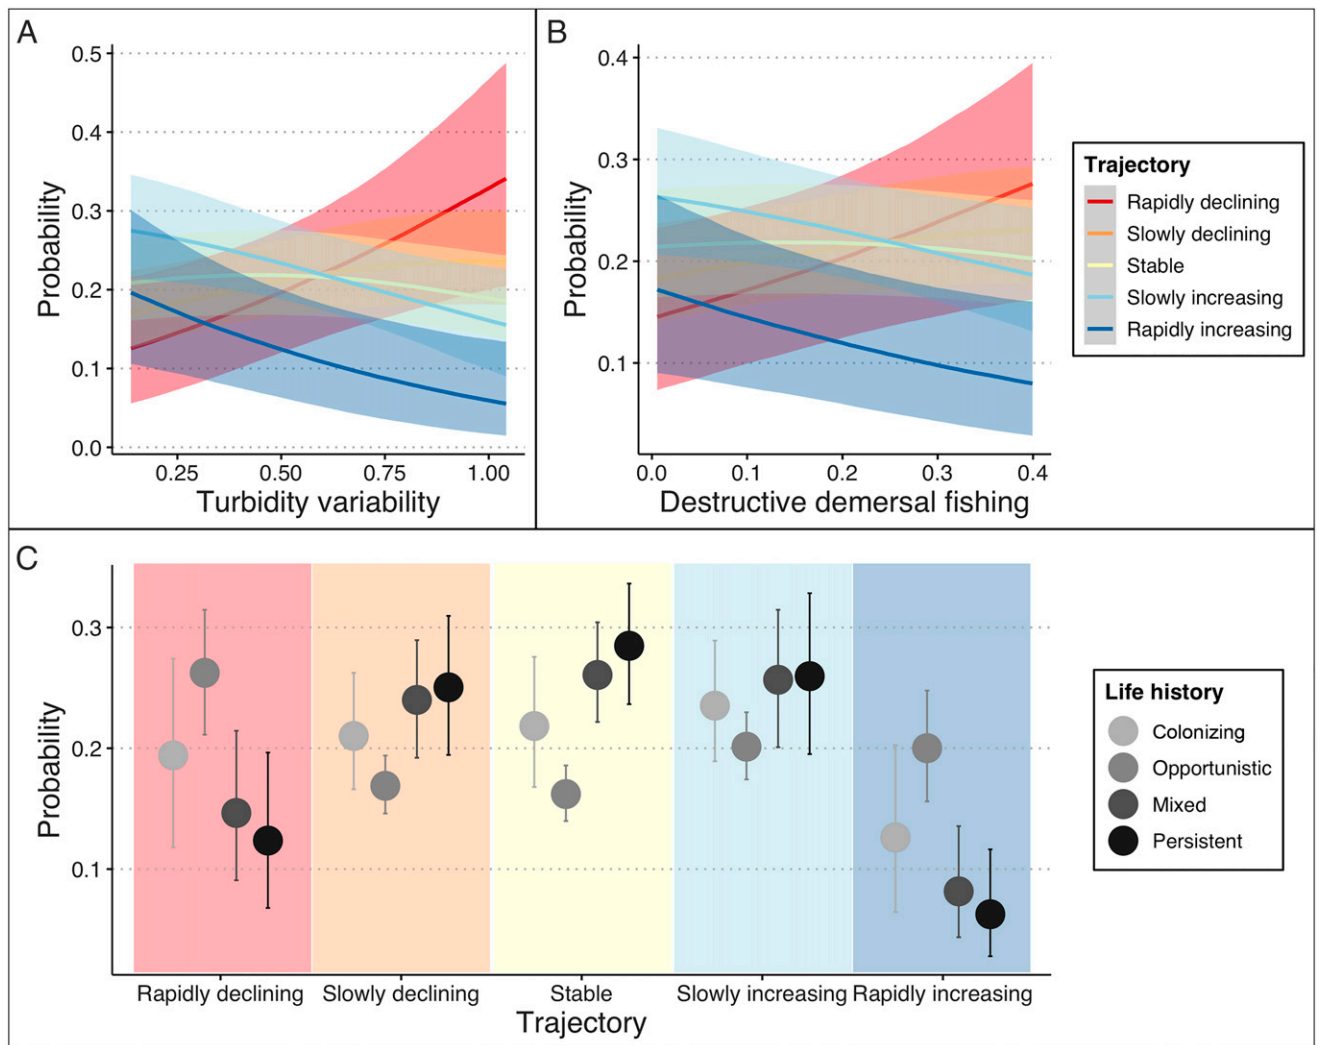 A
Probability
0.5
0.4
0.3
0.2
0.1
0.0
0.25 0.50 0.75 1.00
Turbidity variability
B
Probability
0.4
0.3
0.2
0.1
0.0 0.1 0.2 0.3 0.4
Destructive demersal fishing
Trajectory
Rapidly declining
Slowly declining
Stable
Slowly increasing
Rapidly increasing
C
Probability
0.3
0.2
0.1
Rapidly declining Slowly declining Stable Slowly increasing Rapidly increasing
Trajectory
Life history
Colonizing
Opportunistic
Mixed
Persistent